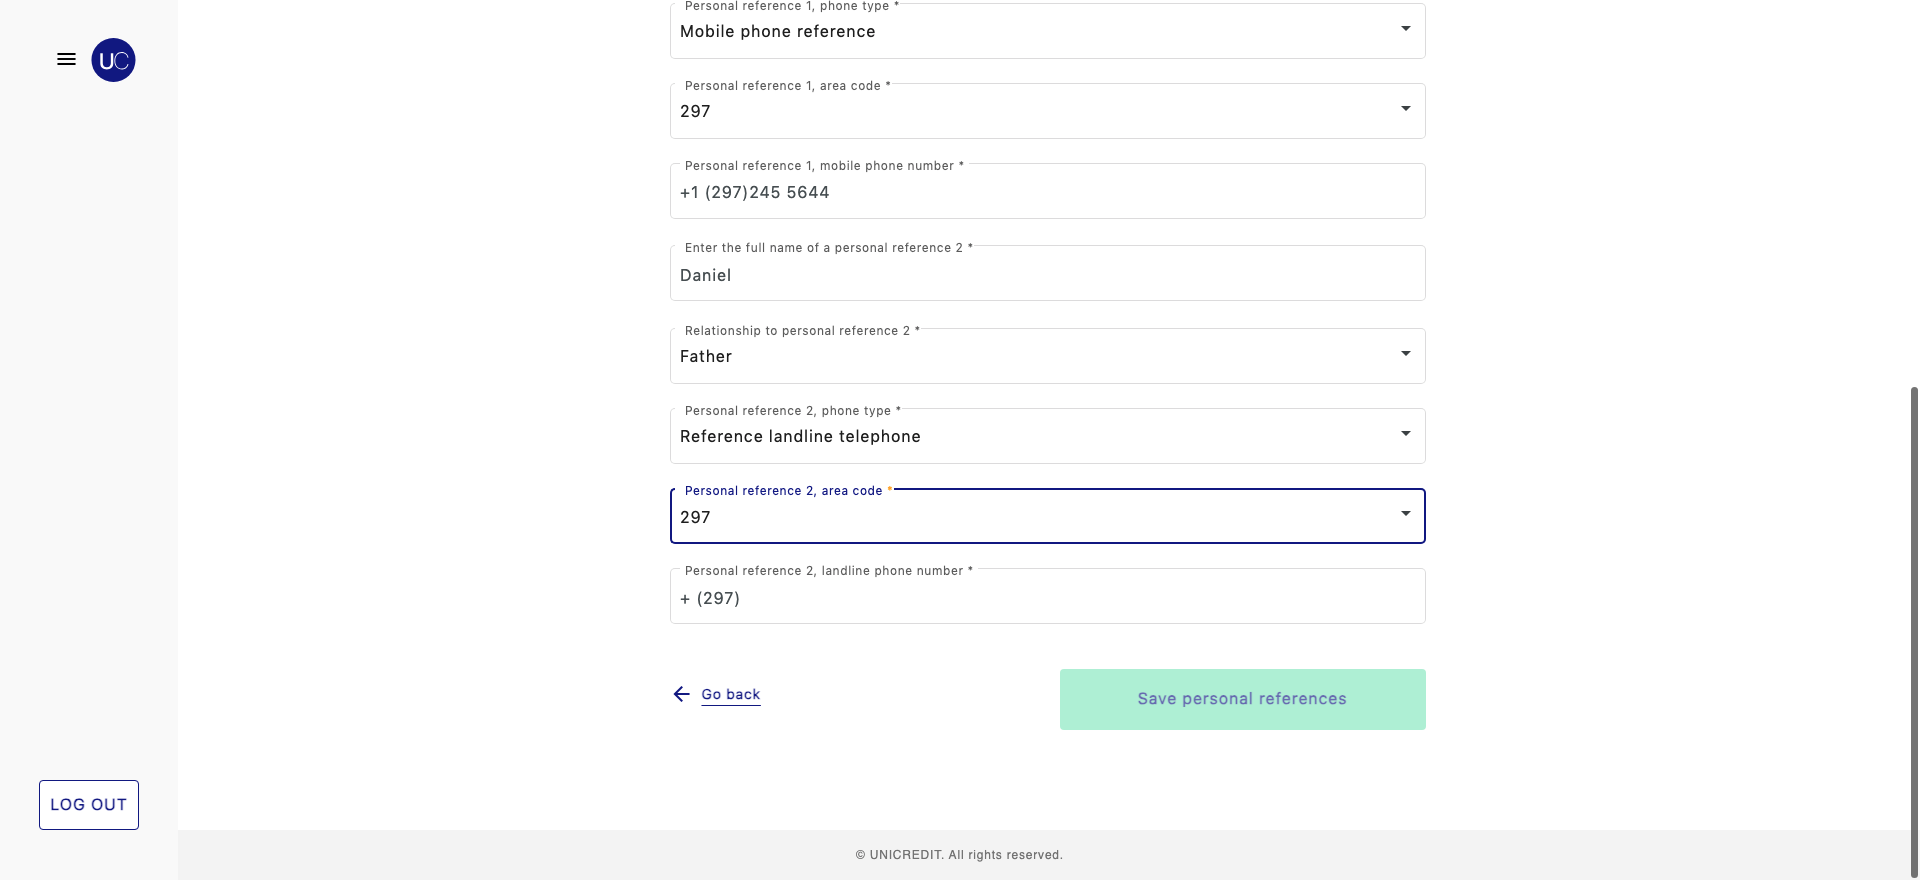 Personal reference 1, phone type *
Mobile phone reference
UC
Personal reference 1, area code *
297
Personal reference 1, mobile phone number *
+1 (297)245 5644
Enter the full name of a personal reference 2 *
Daniel
Relationship to personal reference 2 *
Father
Personal reference 2, phone type *
Reference landline telephone
Personal reference 2, area code *
297
Personal reference 2, landline phone number *
+ (297)
Go back
Save personal references
LOG OUT
© UNICREDIT. All rights reserved.